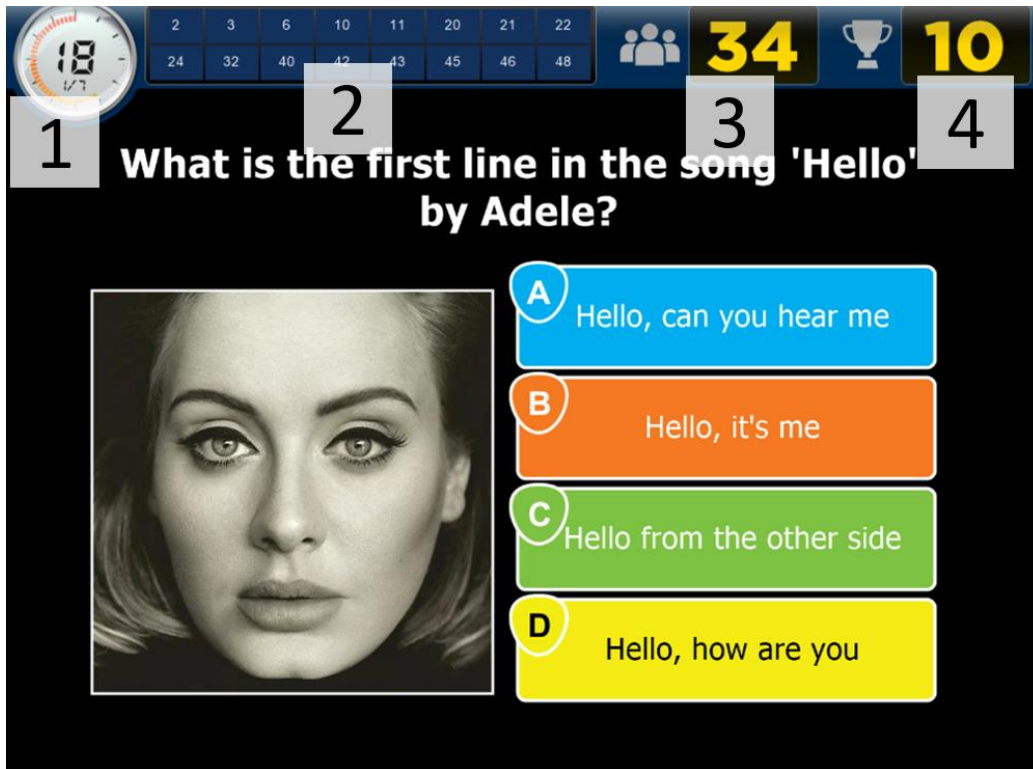 18
1/7
2 3 6 10 11 20 21 22
24 32 40 42 43 45 46 48
34
10
1
2
3
4
What is the first line in the song 'Hello'
by Adele?
A
Hello, can you hear me
B
Hello, it's me
C
Hello from the other side
D
Hello, how are you